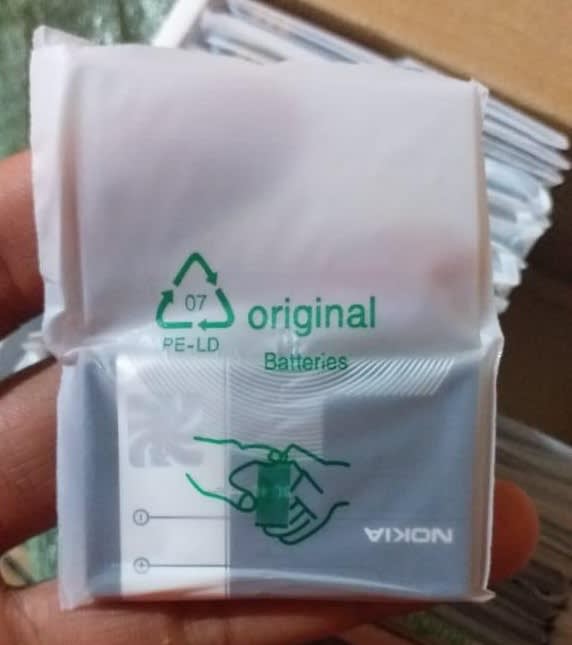 07
PE-LD
original
Batteries
NOKIA